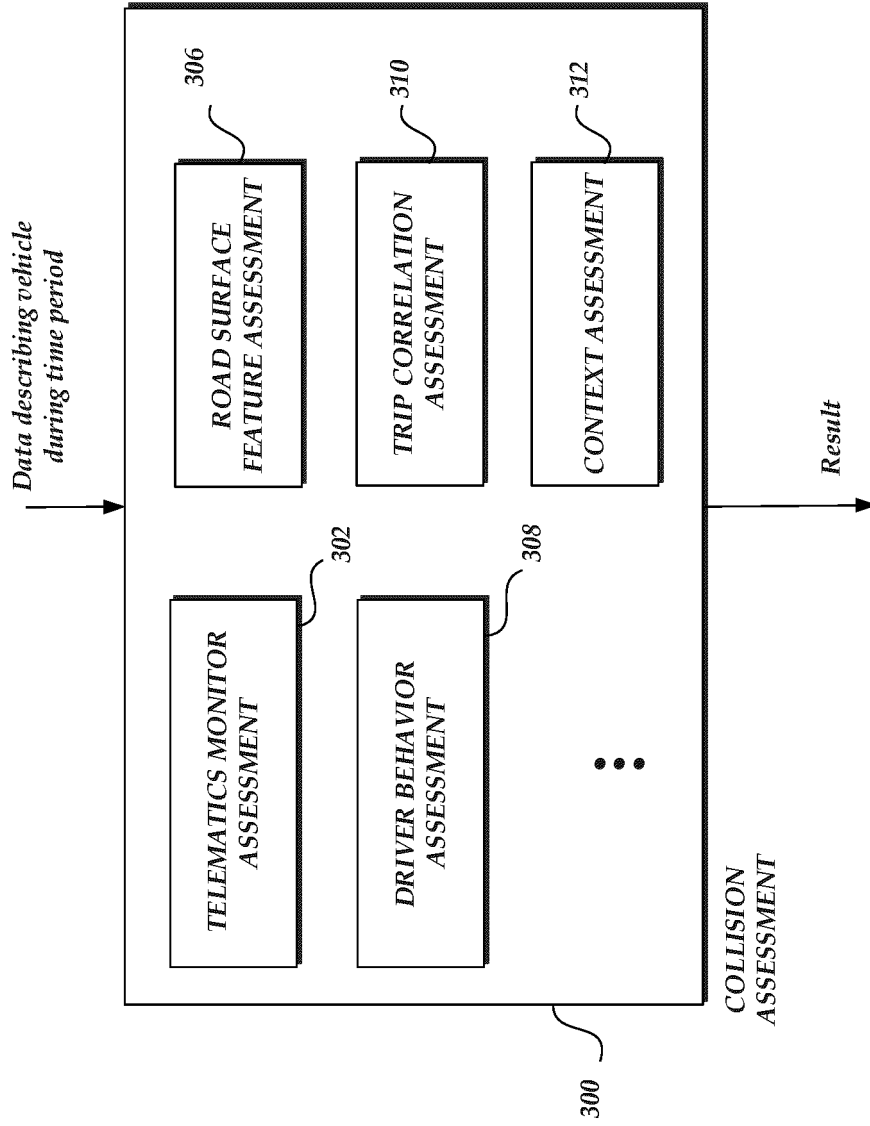 Data describing vehicle
during time period
TELEMATICS MONITOR
ASSESSMENT
302
ROAD SURFACE
FEATURE ASSESSMENT
306
DRIVER BEHAVIOR
ASSESSMENT
308
TRIP CORRELATION
ASSESSMENT
310
CONTEXT ASSESSMENT
312
300
COLLISION
ASSESSMENT
Result